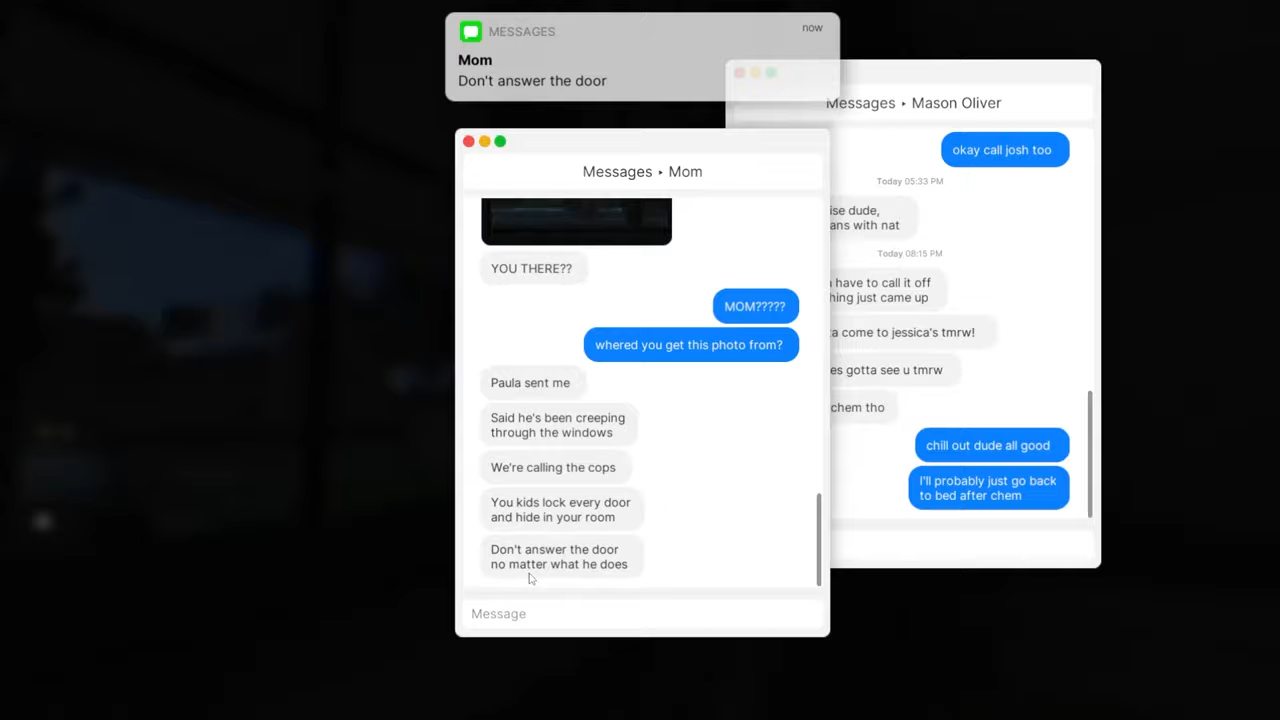 MESSAGES
now
Mom
Don't answer the door
Messages ‣ Mason Oliver
okay call josh too
Today 05:33 PM
ise dude,
ans with nat
Today 08:15 PM
have to call it off
hing just came up
a come to jessica's tmrw!
es gotta see u tmrw
chem tho
chill out dude all good
I'll probably just go back
to bed after chem
Messages ‣ Mom
YOU THERE??
MOM?????
whered you get this photo from?
Paula sent me
Said he's been creeping
through the windows
We're calling the cops
You kids lock every door
and hide in your room
Don't answer the door
no matter what he does
Message